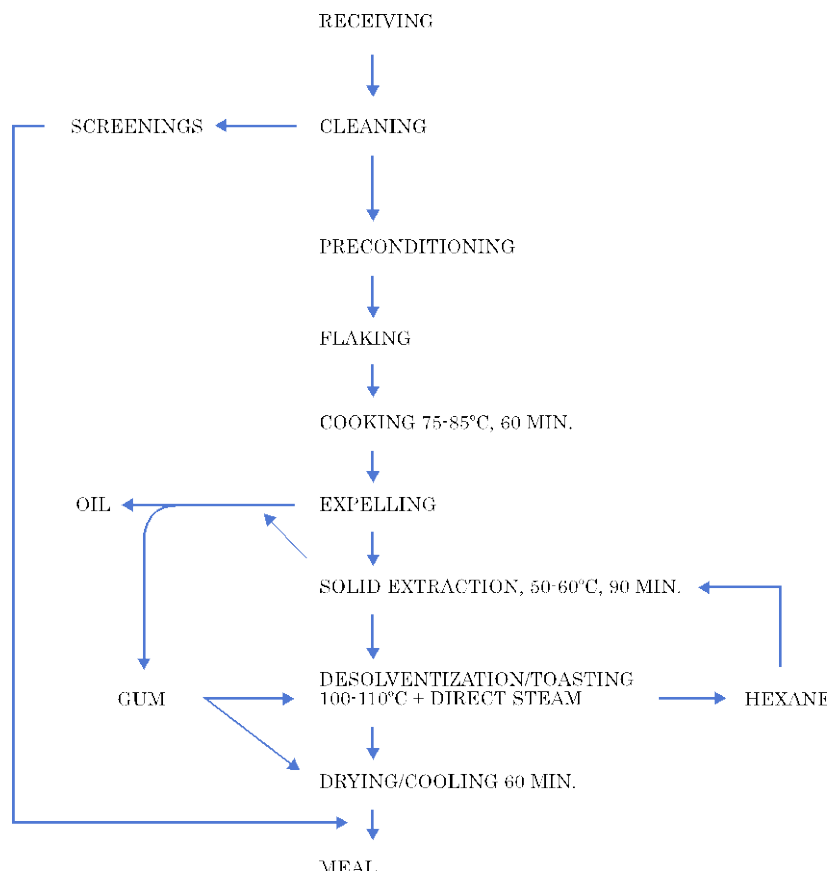 RECEIVING
SCREENINGS
CLEANING
PRECONDITIONING
FLAKING
COOKING 75-85°C, 60 MIN.
OIL
EXPELLING
SOLID EXTRACTION, 50-60°C, 90 MIN.
GUM
DESOLVENTIZATION/TOASTING
100-110°C + DIRECT STEAM
HEXANE
DRYING/COOLING 60 MIN.
MEAL